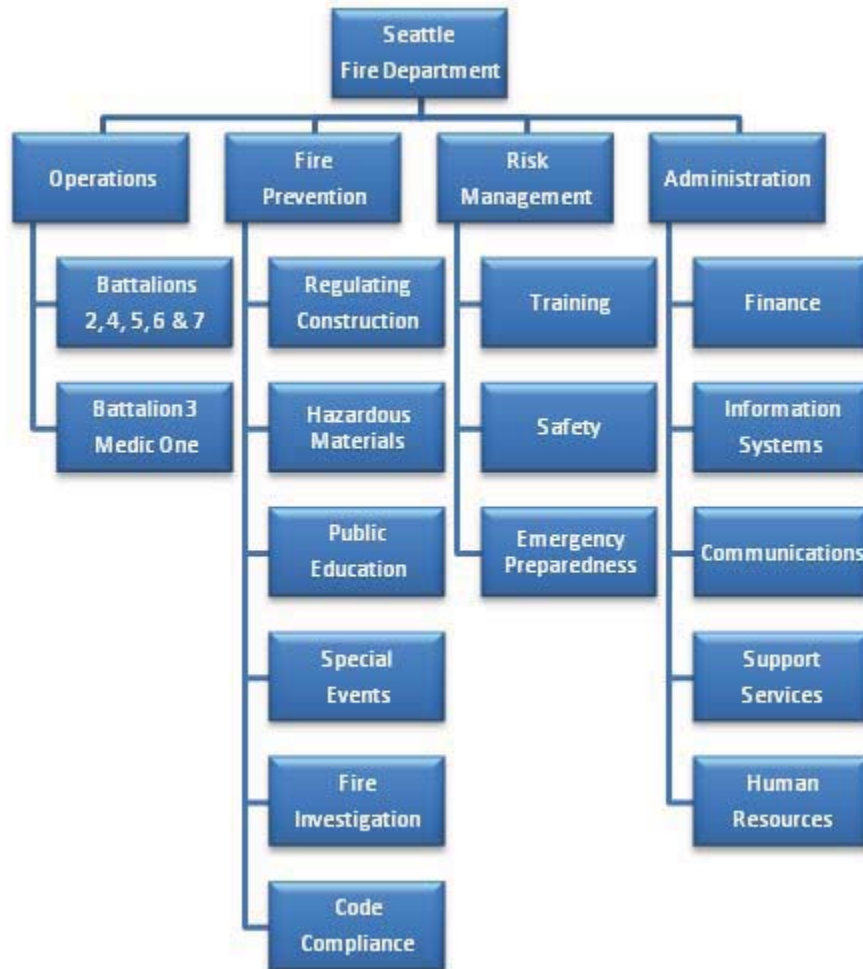 Seattle
Fire Department
Operations
Fire
Prevention
Risk
Management
Administration
Battalions
2, 4, 5, 6 & 7
Battalion 3
Medic One
Regulating
Construction
Hazardous
Materials
Public
Education
Special
Events
Fire
Investigation
Code
Compliance
Training
Safety
Emergency
Preparedness
Finance
Information
Systems
Communications
Support
Services
Human
Resources